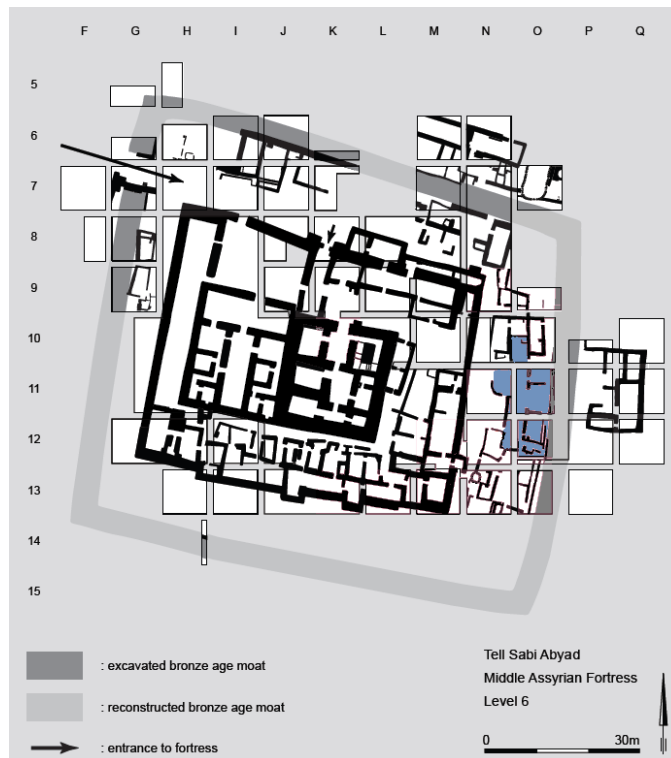 F G H I J K L M N O P Q
5
6
7
8
9
10
11
12
13
14
15
: excavated bronze age moat
: reconstructed bronze age moat
: entrance to fortress
Tell Sabi Abyad
Middle Assyrian Fortress
Level 6
0 30m